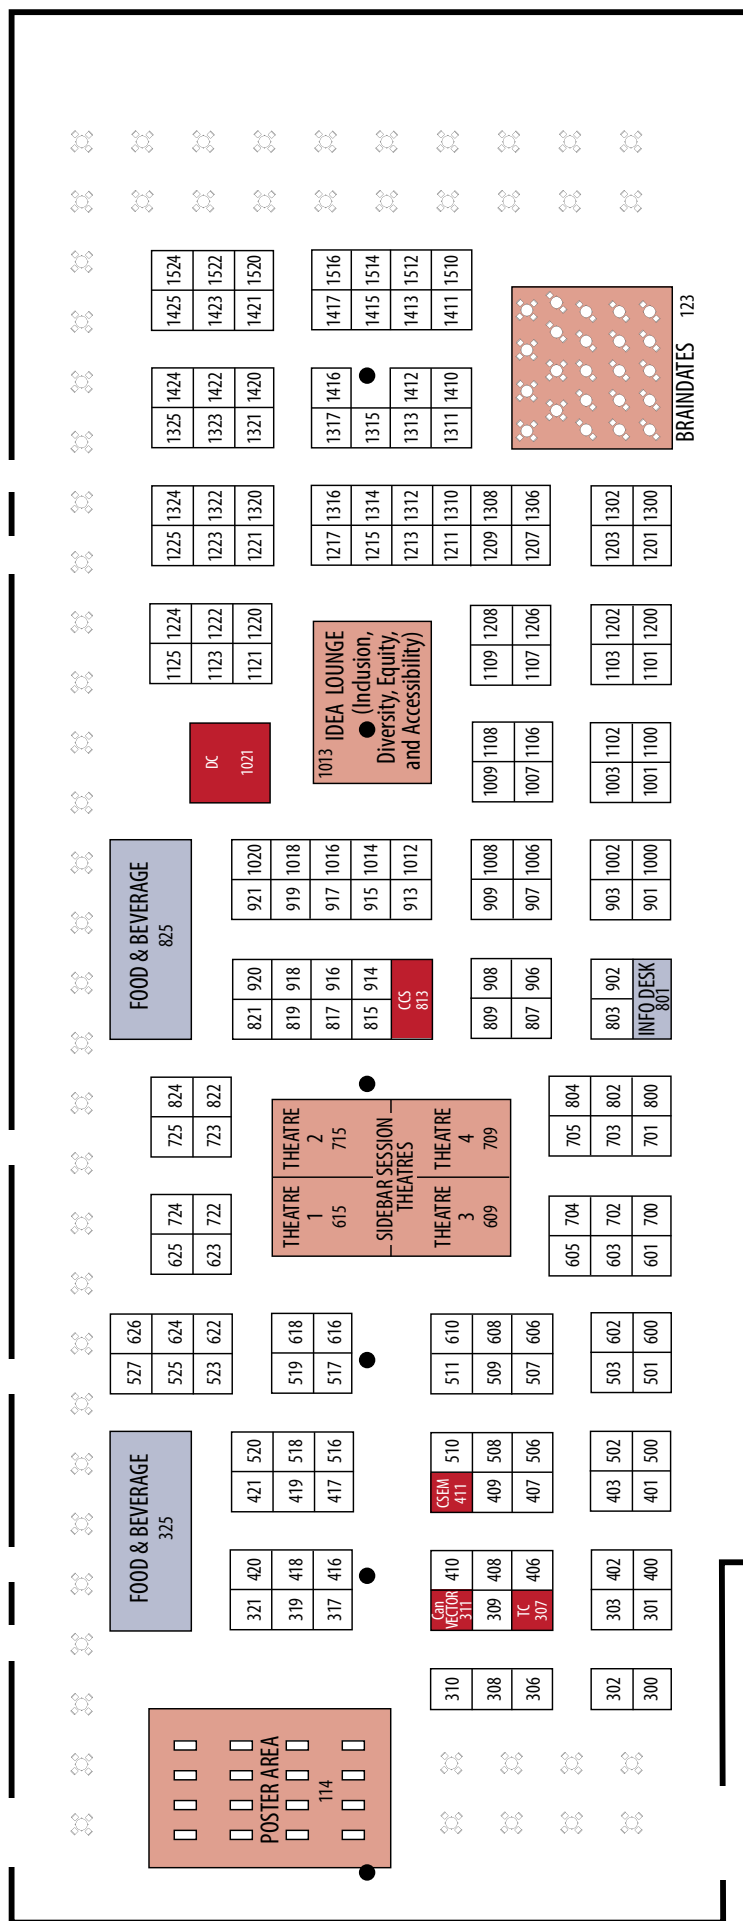 1524 1522 1520
1425 1423 1421
1516 1514 1512 1510
1417 1415 1413 1411
BRAINDATES 123
1424 1422 1420
1325 1323 1321
1416 1412 1410
1317 1315 1313 1311
1324 1322 1320
1225 1223 1221
1316 1314 1312 1310 1308 1306
1217 1215 1213 1211 1209 1207
1302 1300
1203 1201
1224 1222 1220
1125 1123 1121
1013 IDEA LOUNGE
(Inclusion,
Diversity, Equity,
and Accessibility)
1208 1206
1109 1107
1202 1200
1103 1101
DC
1021
1108 1106
1009 1007
1102 1100
1003 1001
FOOD & BEVERAGE
825
1020 1018 1016 1014 1012
921 919 917 915 913
1008 1006
909 907
1002 1000
903 901
920 918 916 914
821 819 817 815
CCS
813
908 906
809 807
902
803
INFO DESK
801
824 822
725 723
THEATRE
2
715
THEATRE
4
709
SIDEBAR SESSION
THEATRES
THEATRE
1
615
THEATRE
3
609
804 802 800
705 703 701
724 722
625 623
704 702 700
605 603 601
626 624 622
527 525 523
618 616
519 517
610 608 606
511 509 507
602 600
503 501
FOOD & BEVERAGE
325
520 518 516
421 419 417
510 508 506
CSEM
411
409 407
502 500
403 401
420 418 416
321 319 317
410 408 406
Can
VECTOR
311
309
TC
307
402 400
303 301
310 308 306
302 300
POSTER AREA
114